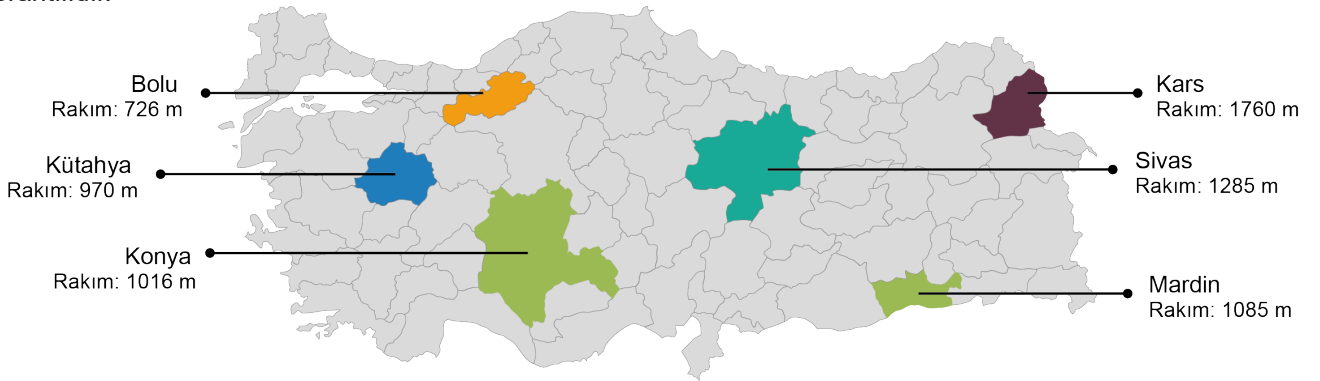 Bolu
Rakım: 726 m
Kütahya
Rakım: 970 m
Konya
Rakım: 1016 m
Kars
Rakım: 1760 m
Sivas
Rakım: 1285 m
Mardin
Rakım: 1085 m